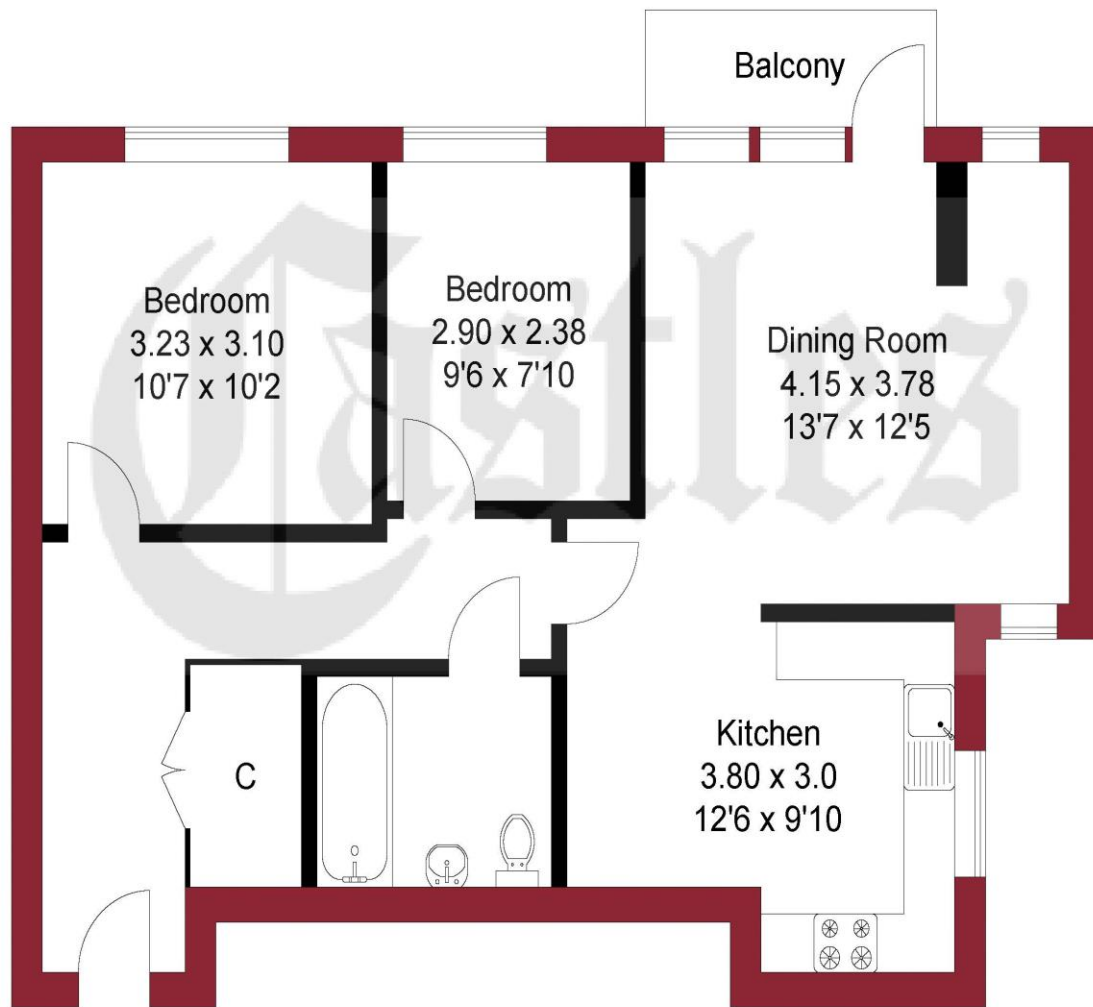 Balcony
Bedroom
3.23 x 3.10
10'7 x 10'2
Bedroom
2.90 x 2.38
9'6 x 7'10
Dining Room
4.15 x 3.78
13'7 x 12'5
Castles
Kitchen
3.80 x 3.0
12'6 x 9'10
C